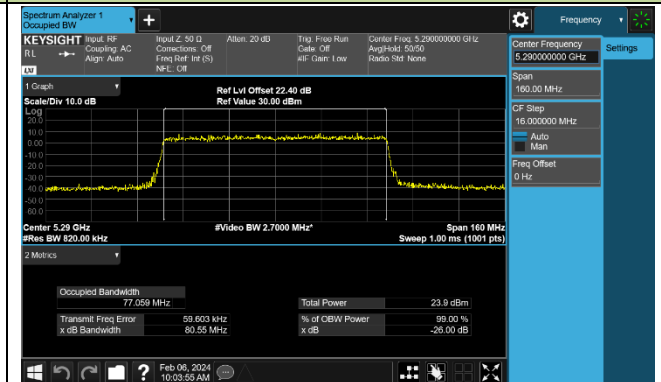 Spectrum Analyzer 1
Occupied BW
+
Frequency
KEYSIGHT
RL
LXI
Input: RF
Coupling: AC
Align: Auto
Input Z: 50 Ω
Corrections: Off
Freq Ref: Int (S)
NFE: Off
Atten: 20 dB
Trig: Free Run
Gate: Off
#IF Gain: Low
Center Freq: 5.290000000 GHz
Avg|Hold: 50/50
Radio Std: None
Center Frequency
5.290000000 GHz
Settings
Span
160.00 MHz
CF Step
16.000000 MHz
Auto
Man
Freq Offset
0 Hz
1 Graph
Scale/Div 10.0 dB
Ref Lvl Offset 22.40 dB
Ref Value 30.00 dBm
Log
20.0
10.0
0.00
-10.0
-20.0
-30.0
-40.0
-50.0
-60.0
Center 5.29 GHz
#Res BW 820.00 kHz
#Video BW 2.7000 MHz*
Span 160 MHz
Sweep 1.00 ms (1001 pts)
2 Metrics
Occupied Bandwidth
77.059 MHz
Total Power 23.9 dBm
Transmit Freq Error 59.603 kHz
% of OBW Power 99.00 %
x dB Bandwidth 80.55 MHz
x dB -26.00 dB
?
Feb 06, 2024
10:03:55 AM